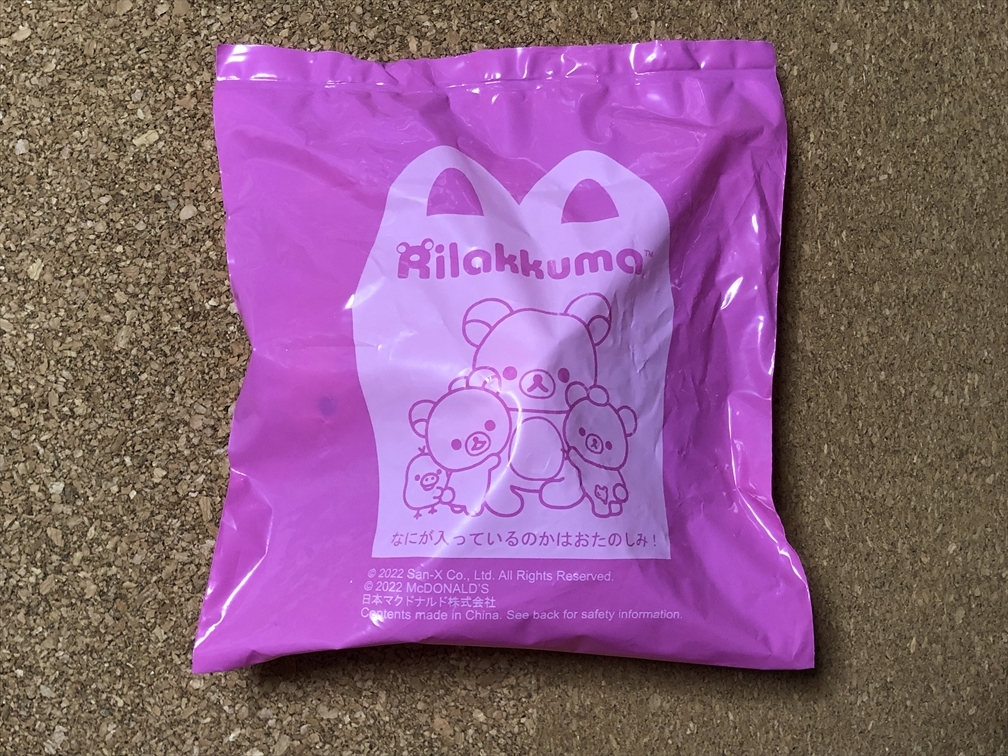 Rilakkuma™
なにが入っているのかはおたのしみ！
© 2022 San-X Co., Ltd. All Rights Reserved.
© 2022 McDONALD'S
日本マクドナルド株式会社
Contents made in China. See back for safety information.